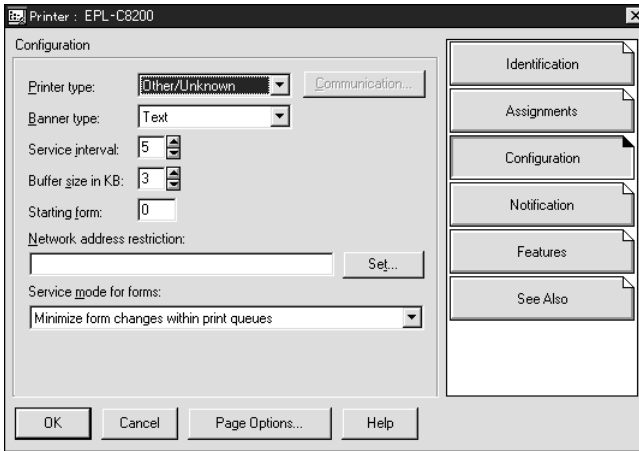 Printer : EPL-C8200
Configuration
Printer type: Other/Unknown Communication...
Banner type: Text
Service interval: 5
Buffer size in KB: 3
Starting form: 0
Network address restriction:
Set...
Service mode for forms:
Minimize form changes within print queues
Identification
Assignments
Configuration
Notification
Features
See Also
OK Cancel Page Options... Help